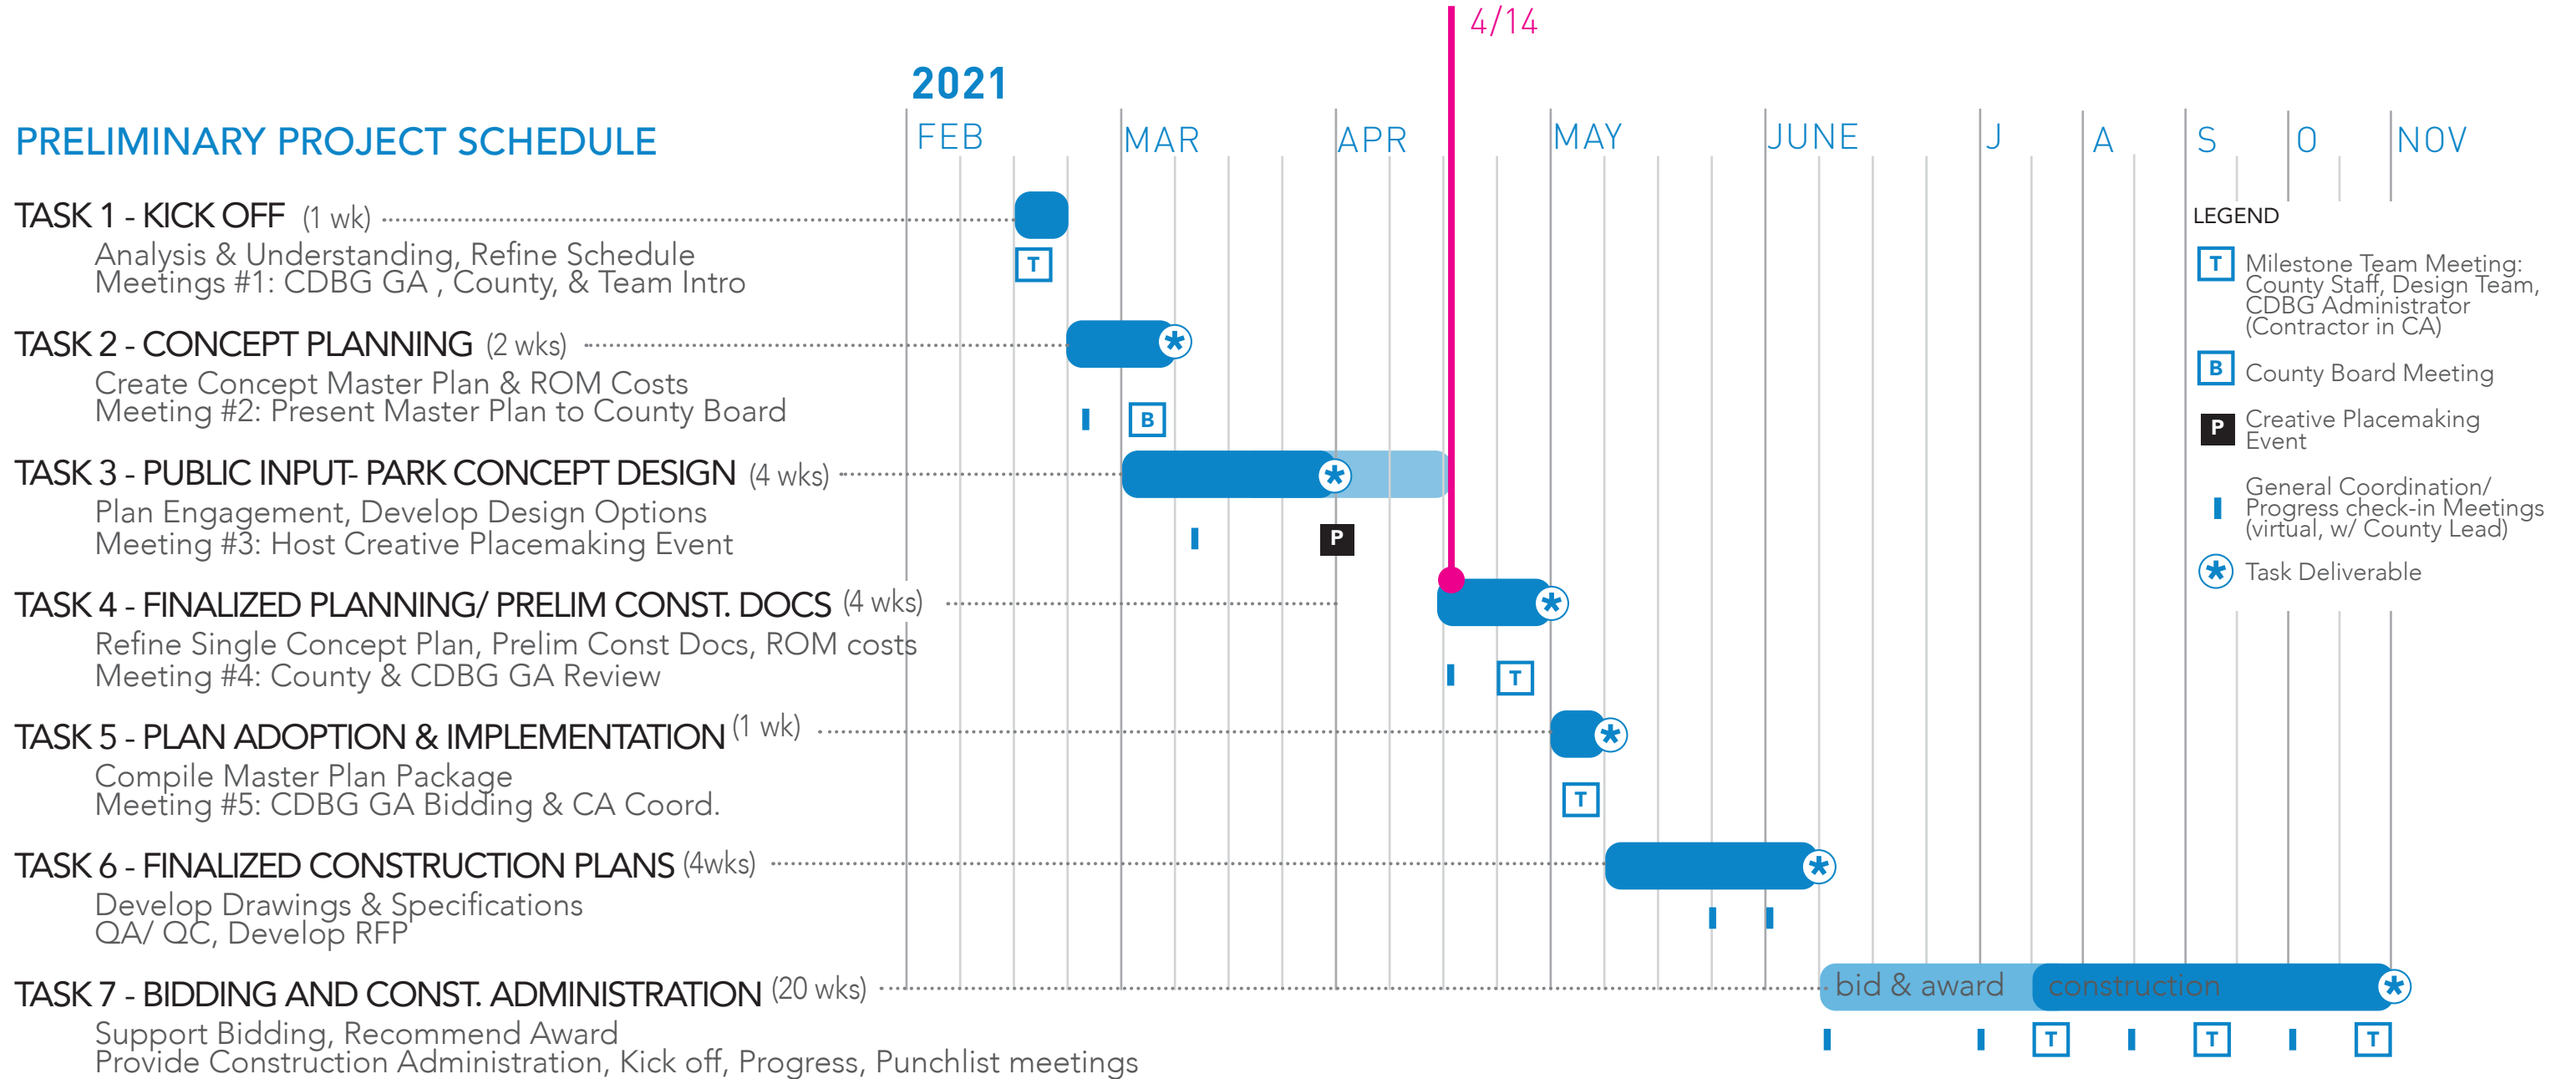 4/14
2021
PRELIMINARY PROJECT SCHEDULE
FEB MAR APR MAY JUNE J A S O NOV
TASK 1 - KICK OFF (1 wk)
Analysis & Understanding, Refine Schedule
Meetings #1: CDBG GA , County, & Team Intro
T
TASK 2 - CONCEPT PLANNING (2 wks)
*
Create Concept Master Plan & ROM Costs
Meeting #2: Present Master Plan to County Board
B
TASK 3 - PUBLIC INPUT- PARK CONCEPT DESIGN (4 wks)
*
Plan Engagement, Develop Design Options
Meeting #3: Host Creative Placemaking Event
P
TASK 4 - FINALIZED PLANNING/ PRELIM CONST. DOCS (4 wks)
*
Refine Single Concept Plan, Prelim Const Docs, ROM costs
Meeting #4: County & CDBG GA Review
T
TASK 5 - PLAN ADOPTION & IMPLEMENTATION (1 wk)
*
Compile Master Plan Package
Meeting #5: CDBG GA Bidding & CA Coord.
T
TASK 6 - FINALIZED CONSTRUCTION PLANS (4wks)
*
Develop Drawings & Specifications
QA/ QC, Develop RFP
TASK 7 - BIDDING AND CONST. ADMINISTRATION (20 wks)
bid & award construction *
Support Bidding, Recommend Award
Provide Construction Administration, Kick off, Progress, Punchlist meetings
T T T
LEGEND
T Milestone Team Meeting:
County Staff, Design Team,
CDBG Administrator
(Contractor in CA)
B County Board Meeting
P Creative Placemaking
Event
General Coordination/
Progress check-in Meetings
(virtual, w/ County Lead)
* Task Deliverable